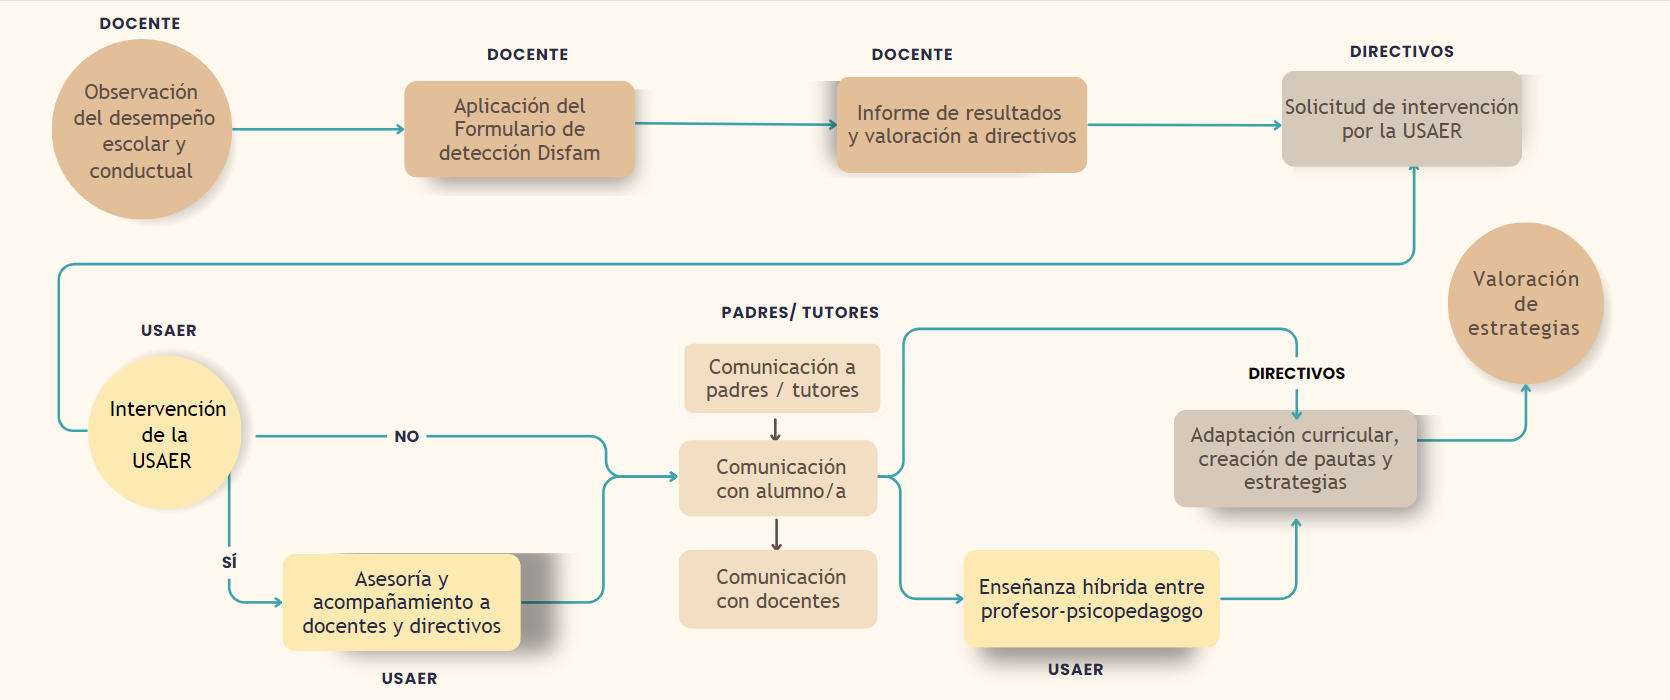 DOCENTE
Observación
del desempeño
escolar y
conductual
DOCENTE
Aplicación del
Formulario de
detección Disfam
DOCENTE
Informe de resultados
y valoración a directivos
DIRECTIVOS
Solicitud de intervención
por la USAER
USAER
Intervención
de la
USAER
NO
SÍ
Asesoría y
acompañamiento a
docentes y directivos
USAER
PADRES/ TUTORES
Comunicación a
padres / tutores
Comunicación
con alumno/a
Comunicación
con docentes
Enseñanza híbrida entre
profesor-psicopedagogo
USAER
DIRECTIVOS
Adaptación curricular,
creación de pautas y
estrategias
Valoración
de
estrategias